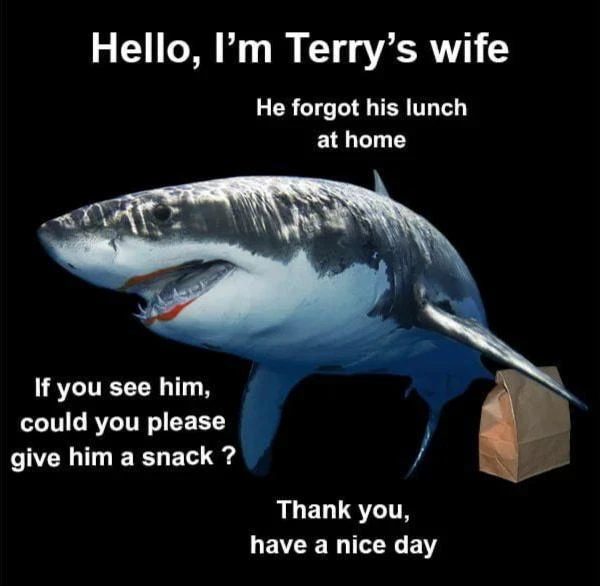 Hello, I'm Terry's wife
He forgot his lunch
at home
If you see him,
could you please
give him a snack ?
Thank you,
have a nice day